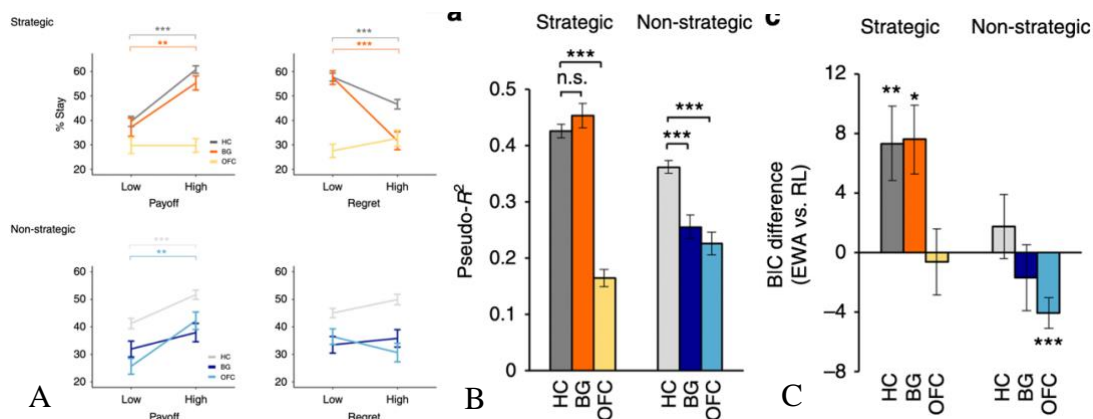 Strategic
***
**
% Stay
60
50
40
30
20
HC
BG
OFC
Low
High
Payoff
***
***
60
50
40
30
20
Low
High
Regret
Non-strategic
***
**
60
50
40
30
20
HC
BG
OFC
Low
High
Payoff
60
50
40
30
20
Low
High
Regret
A
a
Strategic
Non-strategic
***
n.s.
***
***
Pseudo-R²
0.5
0.4
0.3
0.2
0.1
0
HC
BG
OFC
HC
BG
OFC
B
c
Strategic
Non-strategic
BIC difference
(EWA vs. RL)
12
8
4
0
−4
−8
**
*
***
HC
BG
OFC
HC
BG
OFC
C